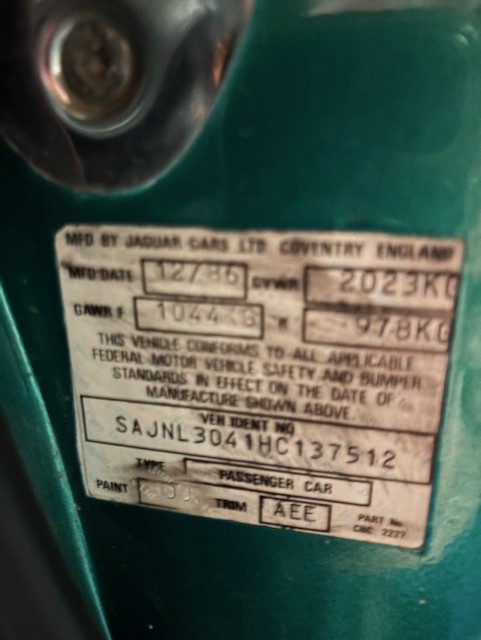 MFD BY JAGUAR CARS LTD COVENTRY ENGLAND
MFD DATE 12/86 GVWR 2023KG
GAWR F 1044KG R 978KG
THIS VEHICLE CONFORMS TO ALL APPLICABLE
FEDERAL MOTOR VEHICLE SAFETY AND BUMPER
STANDARDS IN EFFECT ON THE DATE OF
MANUFACTURE SHOWN ABOVE.
VEH IDENT NO
SAJNL3041HC137512
TYPE PASSENGER CAR
PAINT TRIM AEE
PART No
CBC 2227